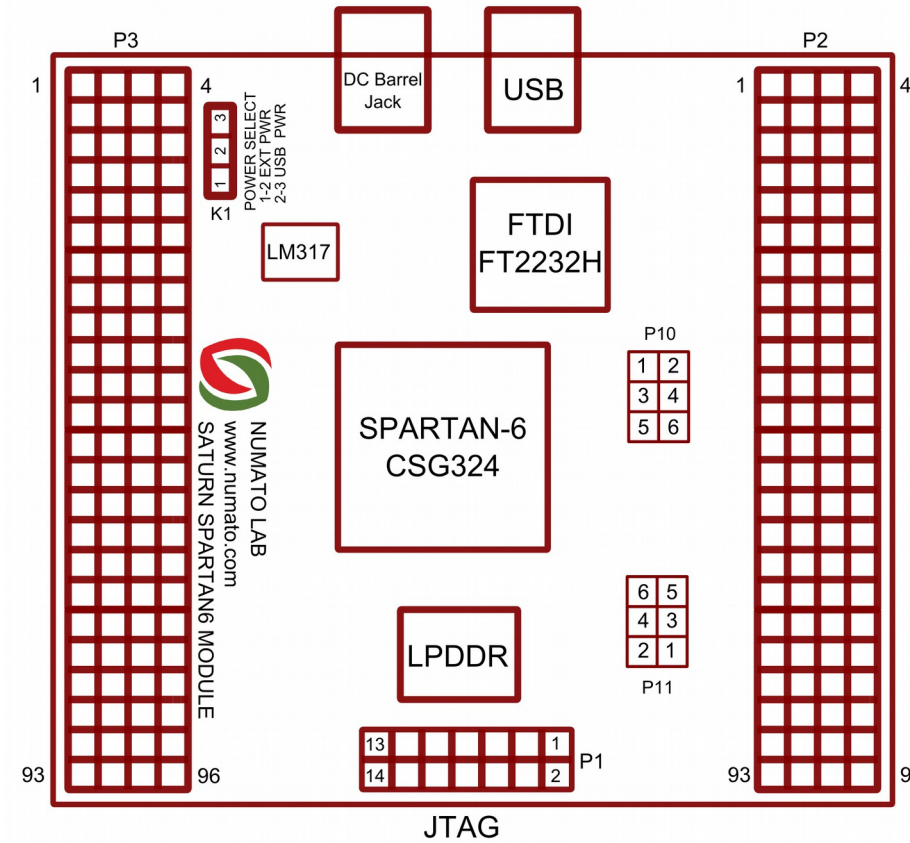 P3
P2
1
4
1
4
DC Barrel
Jack
USB
3
2
1
K1
POWER SELECT
1-2 EXT PWR
2-3 USB PWR
LM317
FTDI
FT2232H
P10
1 2
3 4
5 6
SPARTAN-6
CSG324
NUMATO LAB
www.numato.com
SATURN SPARTAN6 MODULE
6 5
4 3
2 1
P11
LPDDR
13 1
14 2
P1
93
96
93
9
JTAG